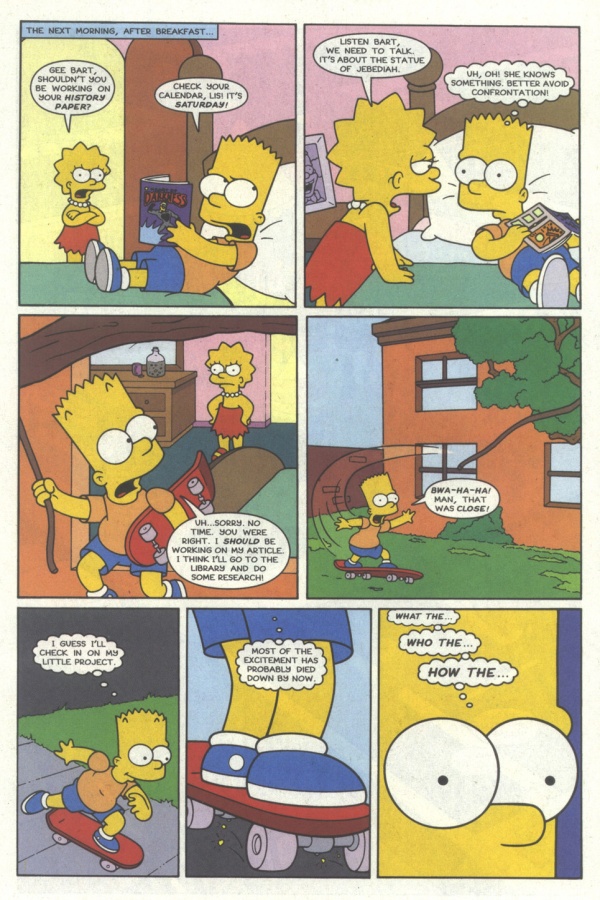 THE NEXT MORNING, AFTER BREAKFAST...
GEE BART,
SHOULDN'T YOU
BE WORKING ON
YOUR HISTORY
PAPER?
CHECK YOUR
CALENDAR, LIS! IT'S
SATURDAY!
DARKNESS
LISTEN BART,
WE NEED TO TALK.
IT'S ABOUT THE STATUE
OF JEBEDIAH.
UH, OH! SHE KNOWS
SOMETHING. BETTER AVOID
CONFRONTATION!
UH...SORRY. NO
TIME. YOU WERE
RIGHT. I SHOULD BE
WORKING ON MY ARTICLE.
I THINK I'LL GO TO THE
LIBRARY AND DO
SOME RESEARCH!
BWA-HA-HA!
MAN, THAT
WAS CLOSE!
I GUESS I'LL
CHECK IN ON MY
LITTLE PROJECT.
MOST OF THE
EXCITEMENT HAS
PROBABLY DIED
DOWN BY NOW.
WHAT THE...
WHO THE...
HOW THE...